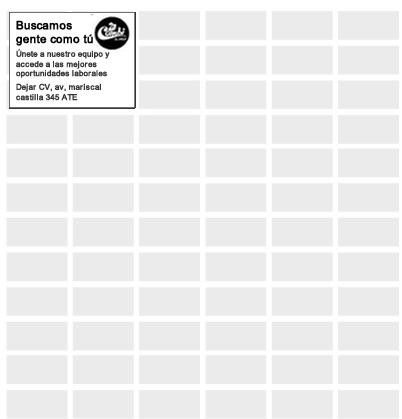 Buscamos
gente como tú
Únete a nuestro equipo y
accede a las mejores
oportunidades laborales
Dejar CV, av, mariscal
castilla 345 ATE